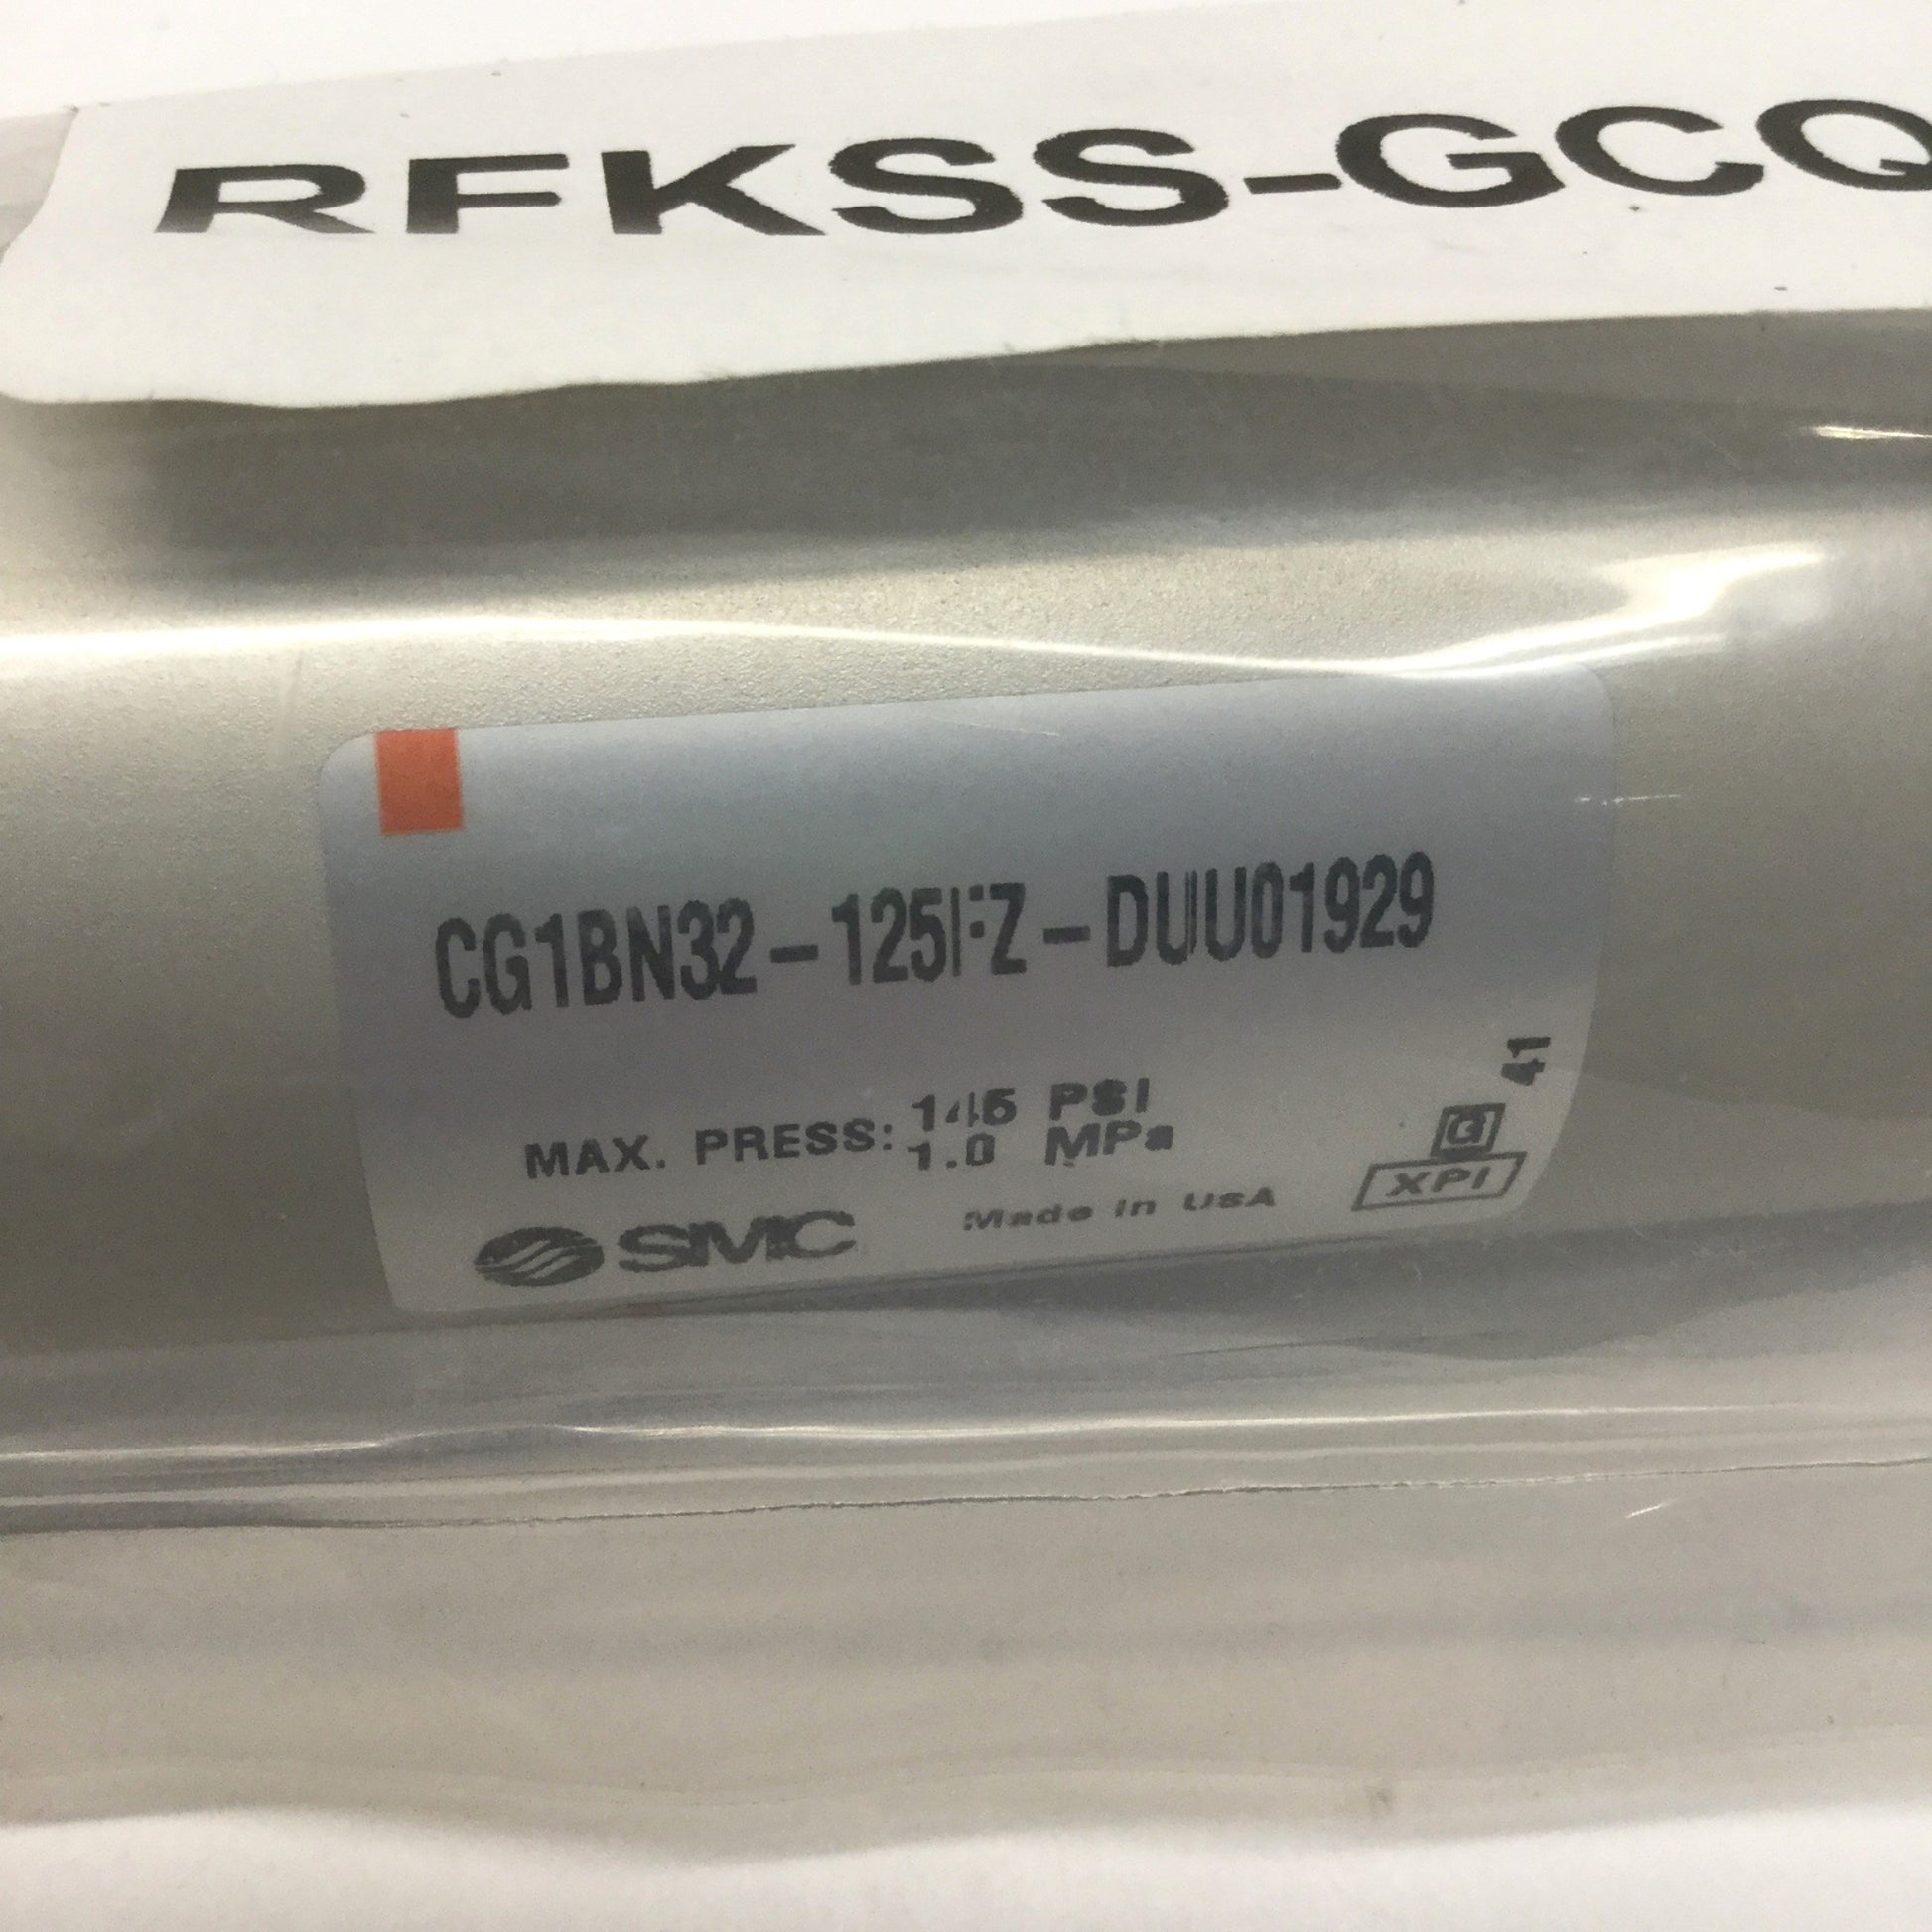 RFKSS-GCQ
CG1BN32-125FZ-DUU01929
MAX. PRESS: 145 PSI
1.0 MPa
41
G
XPI
SMC Made in USA